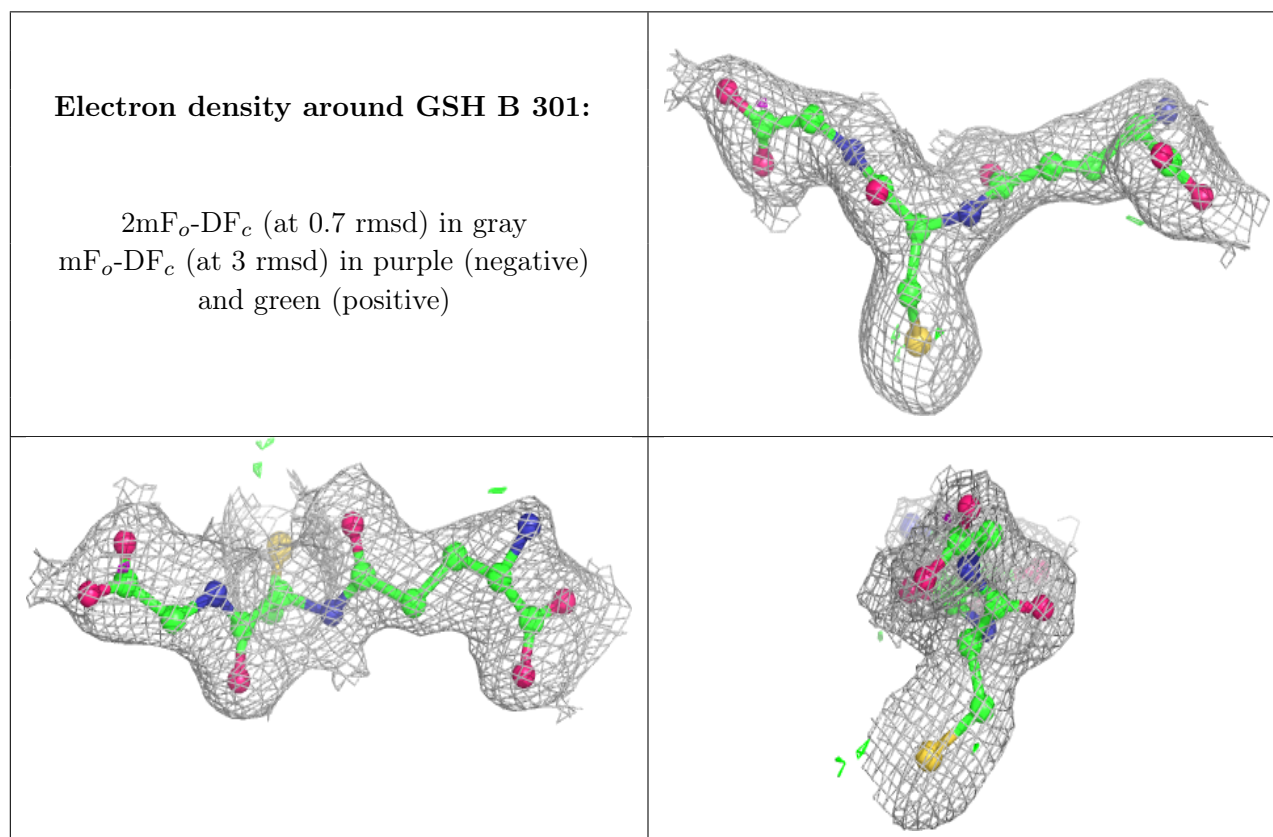 Electron density around GSH B 301:
2mFo-DFc (at 0.7 rmsd) in gray
mFo-DFc (at 3 rmsd) in purple (negative)
and green (positive)